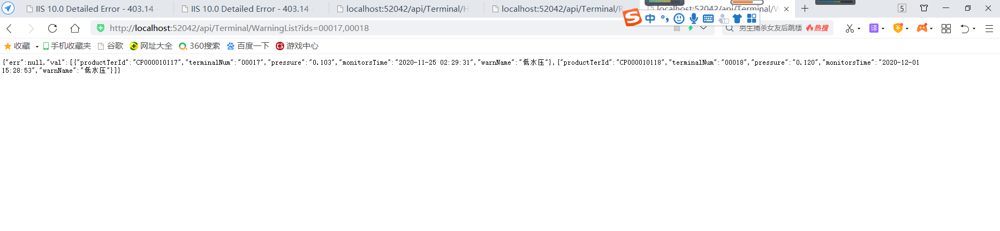 IIS 10.0 Detailed Error - 403.14 -
IIS 10.0 Detailed Error - 403.14 -
localhost:52042/api/Terminal/H
localhost:52042/api/Terminal/R
localhost:52042/api/Terminal/W
5
中
http://localhost:52042/api/Terminal/WarningList?ids=00017,00018
男生捅杀女友后跳楼 热搜
译
收藏 手机收藏夹 谷歌 网址大全 360搜索 百度一下 游戏中心
{"err":null,"val":[{"productTerId":"CP000010117","terminalNum":"00017","pressure":"0.103","monitorsTime":"2020-11-25 02:29:31","warnName":"低水压"},{"productTerId":"CP000010118","terminalNum":"00018","pressure":"0.120","monitorsTime":"2020-12-01
15:28:53","warnName":"低水压"}]}